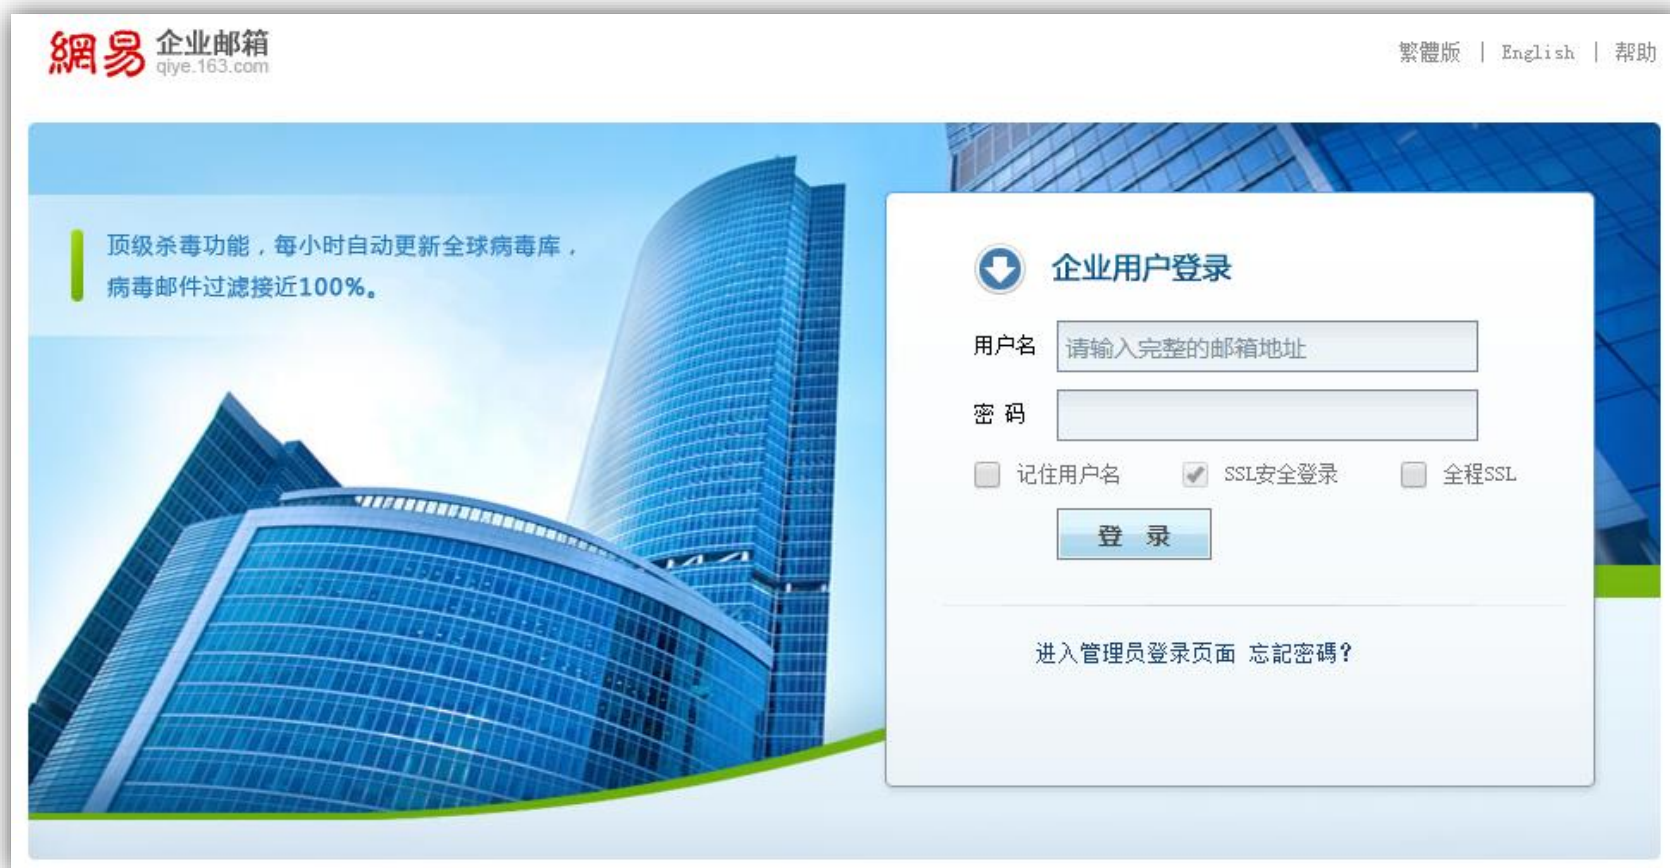 網易 企业邮箱
qiye.163.com
繁體版 | English | 帮助
顶级杀毒功能，每小时自动更新全球病毒库，
病毒邮件过滤接近100%。
企业用户登录
用户名 请输入完整的邮箱地址
密 码
记住用户名 SSL安全登录 全程SSL
登 录
进入管理员登录页面 忘記密碼?